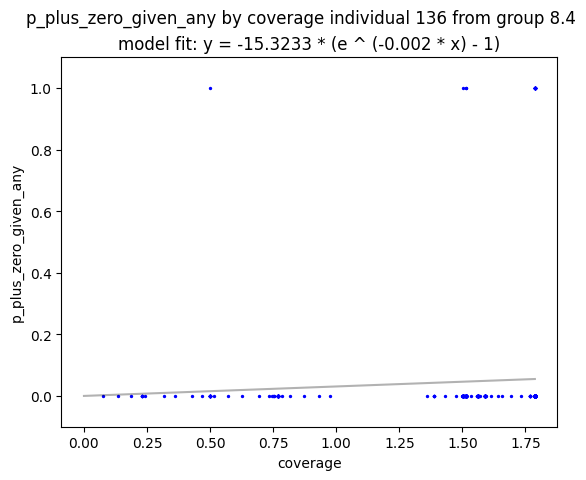 p_plus_zero_given_any by coverage individual 136 from group 8.4
model fit: y = -15.3233 * (e ^ (-0.002 * x) - 1)
1.0
0.8
0.6
0.4
0.2
0.0
p_plus_zero_given_any
0.00 0.25 0.50 0.75 1.00 1.25 1.50 1.75
coverage